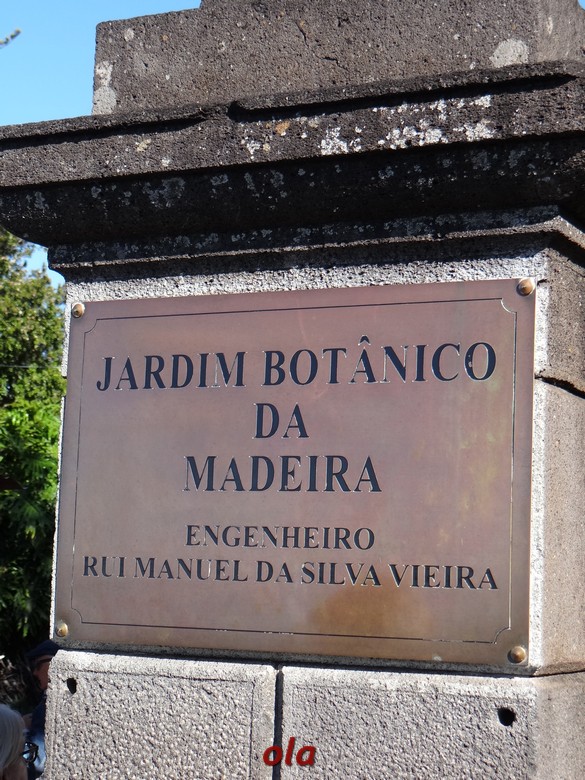 JARDIM BOTÂNICO
DA
MADEIRA
ENGENHEIRO
RUI MANUEL DA SILVA VIEIRA
ola